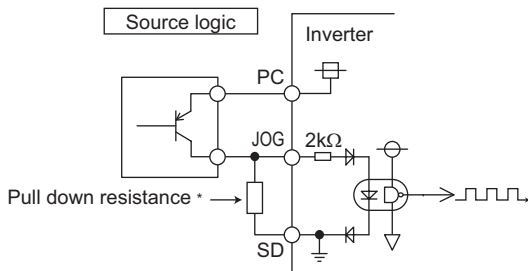 Source logic
Inverter
PC
JOG
2kΩ
Pull down resistance *
SD